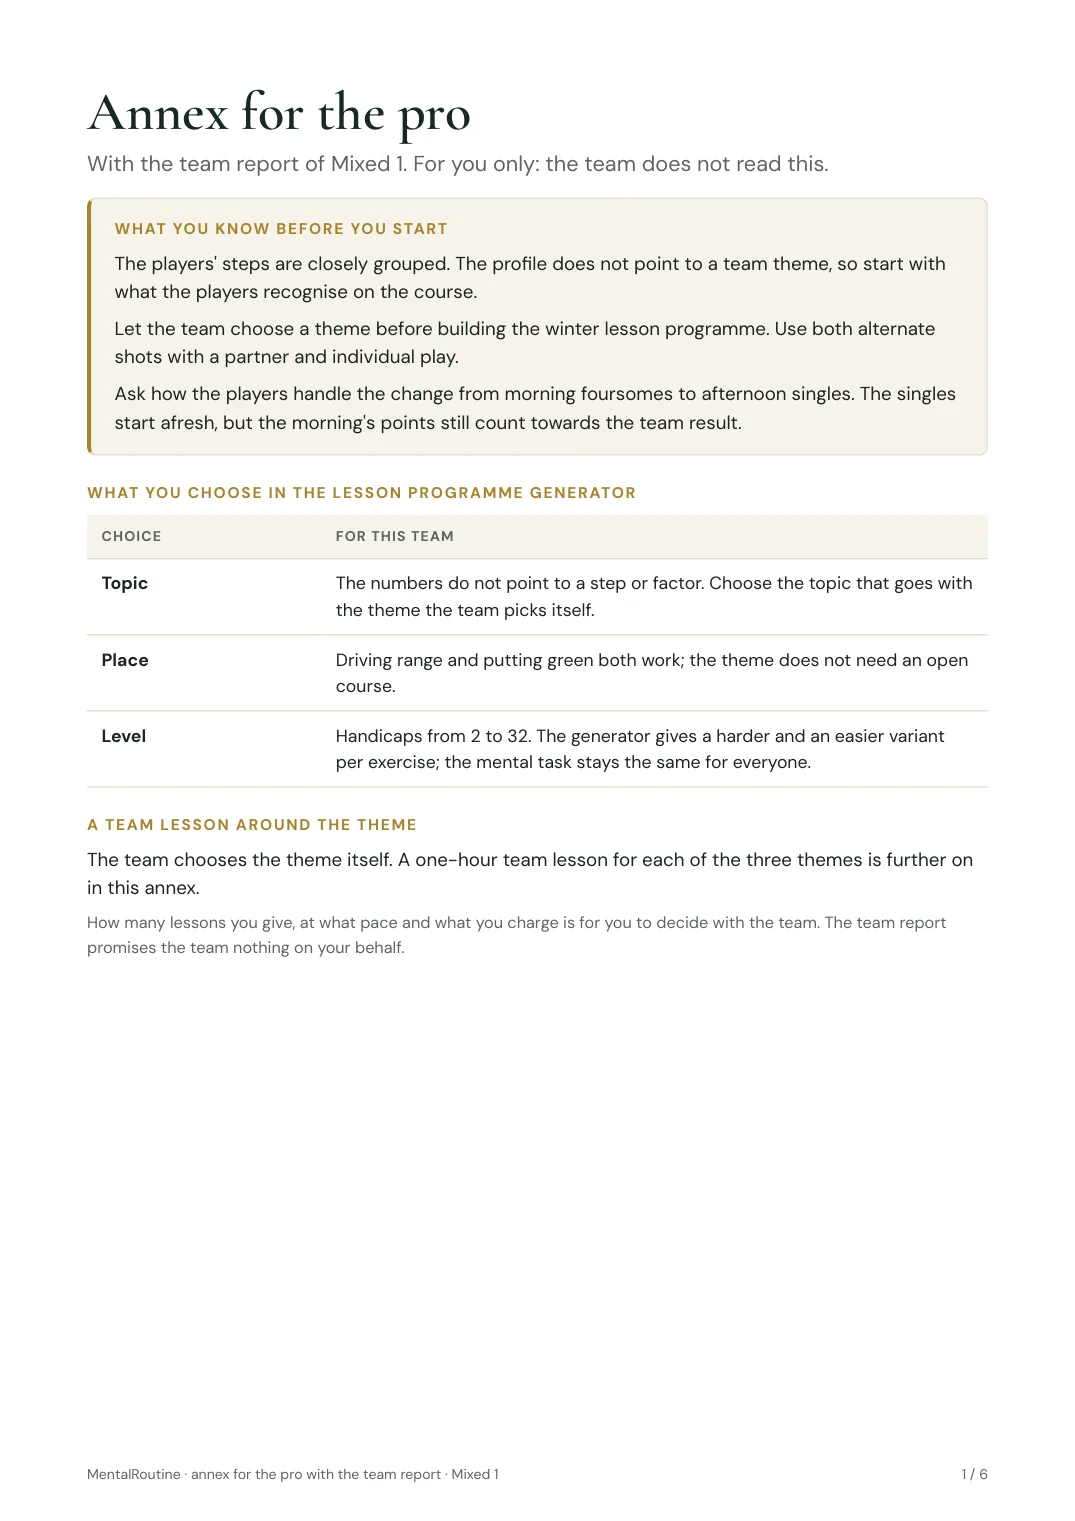 Annex for the pro
With the team report of Mixed 1. For you only: the team does not read this.
WHAT YOU KNOW BEFORE YOU START
The players' steps are closely grouped. The profile does not point to a team theme, so start with
what the players recognise on the course.
Let the team choose a theme before building the winter lesson programme. Use both alternate
shots with a partner and individual play.
Ask how the players handle the change from morning foursomes to afternoon singles. The singles
start afresh, but the morning's points still count towards the team result.
WHAT YOU CHOOSE IN THE LESSON PROGRAMME GENERATOR
CHOICE FOR THIS TEAM
Topic The numbers do not point to a step or factor. Choose the topic that goes with
the theme the team picks itself.
Place Driving range and putting green both work; the theme does not need an open
course.
Level Handicaps from 2 to 32. The generator gives a harder and an easier variant
per exercise; the mental task stays the same for everyone.
A TEAM LESSON AROUND THE THEME
The team chooses the theme itself. A one-hour team lesson for each of the three themes is further on
in this annex.
How many lessons you give, at what pace and what you charge is for you to decide with the team. The team report
promises the team nothing on your behalf.
MentalRoutine · annex for the pro with the team report · Mixed 1 1 / 6